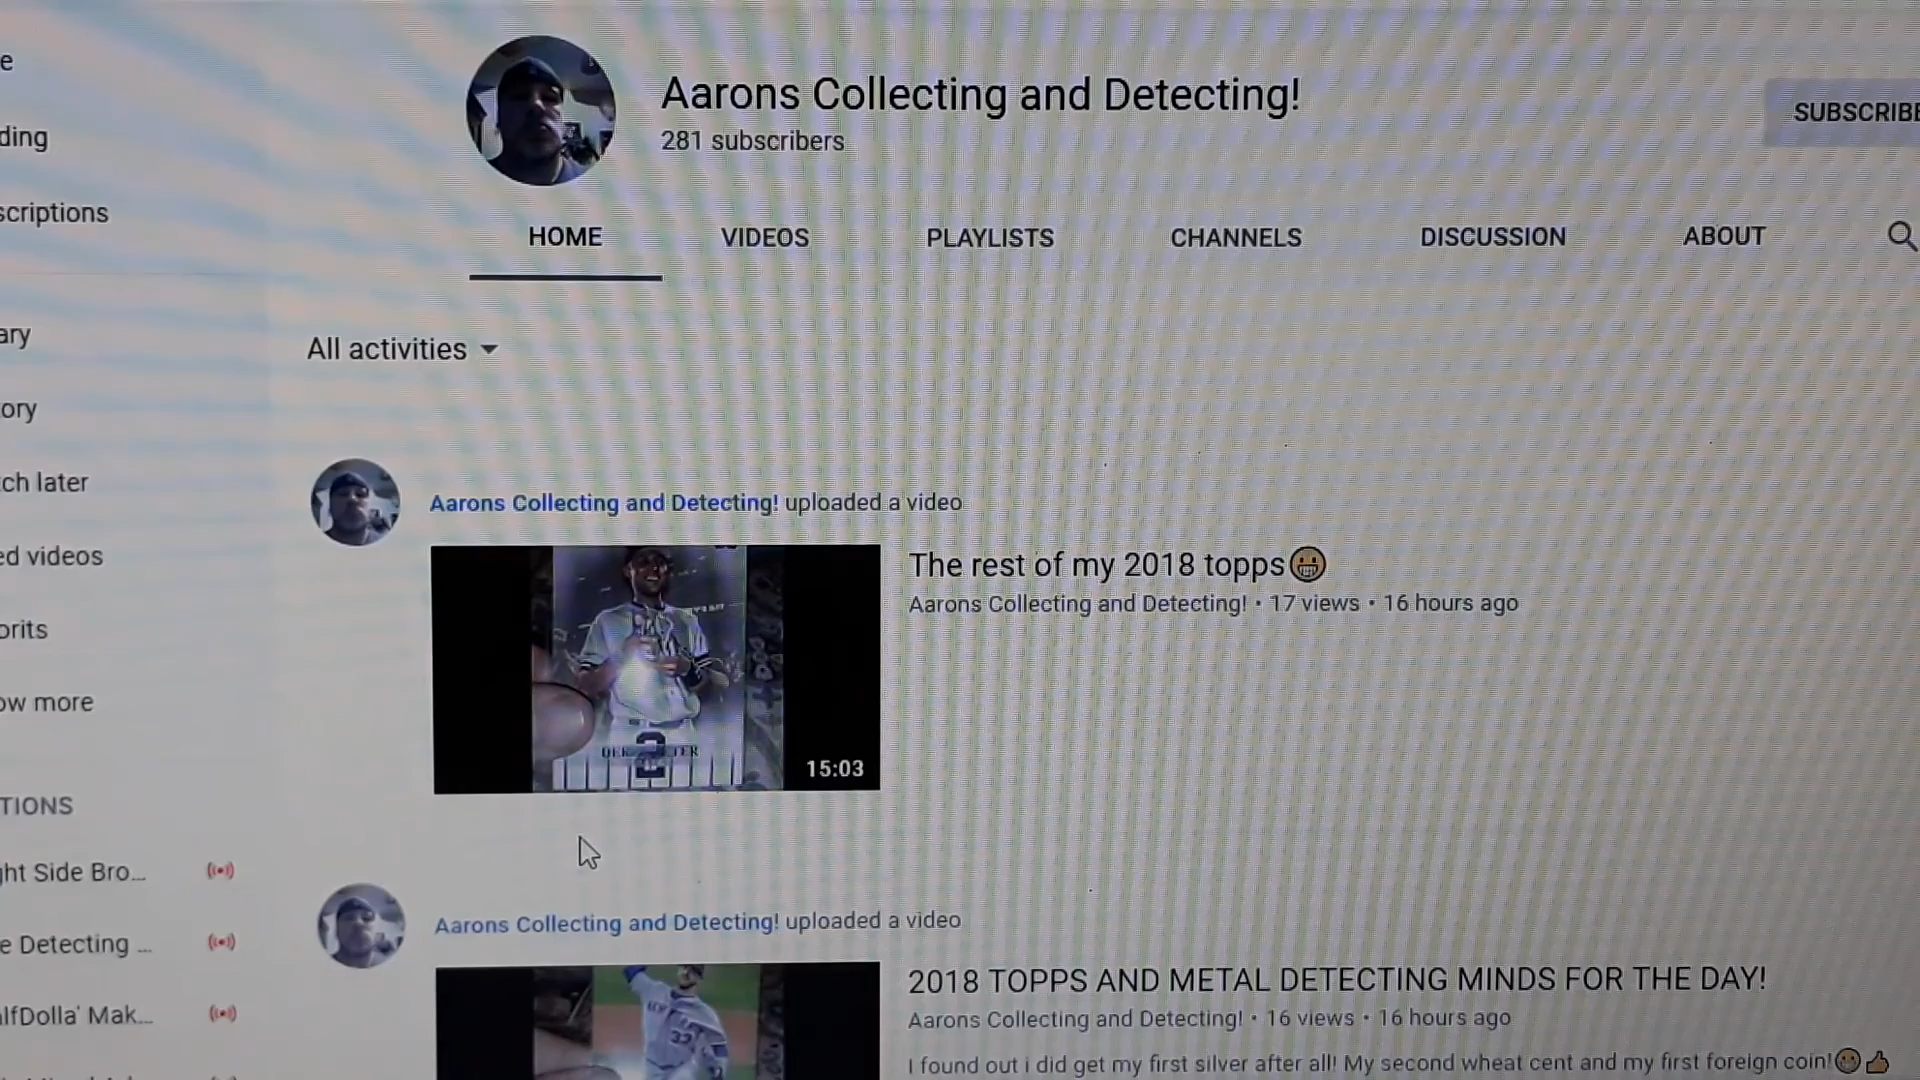 Aarons Collecting and Detecting!
281 subscribers
SUBSCRIBE
HOME VIDEOS PLAYLISTS CHANNELS DISCUSSION ABOUT
e
ding
scriptions
ary
ory
ch later
ed videos
orits
ow more
TIONS
ght Side Bro...
e Detecting ...
lfDolla' Mak...
All activities
Aarons Collecting and Detecting! uploaded a video
The rest of my 2018 topps😀
Aarons Collecting and Detecting! • 17 views • 16 hours ago
2
15:03
Aarons Collecting and Detecting! uploaded a video
2018 TOPPS AND METAL DETECTING MINDS FOR THE DAY!
Aarons Collecting and Detecting! • 16 views • 16 hours ago
I found out i did get my first silver after all! My second wheat cent and my first foreign coin!😀👍
33